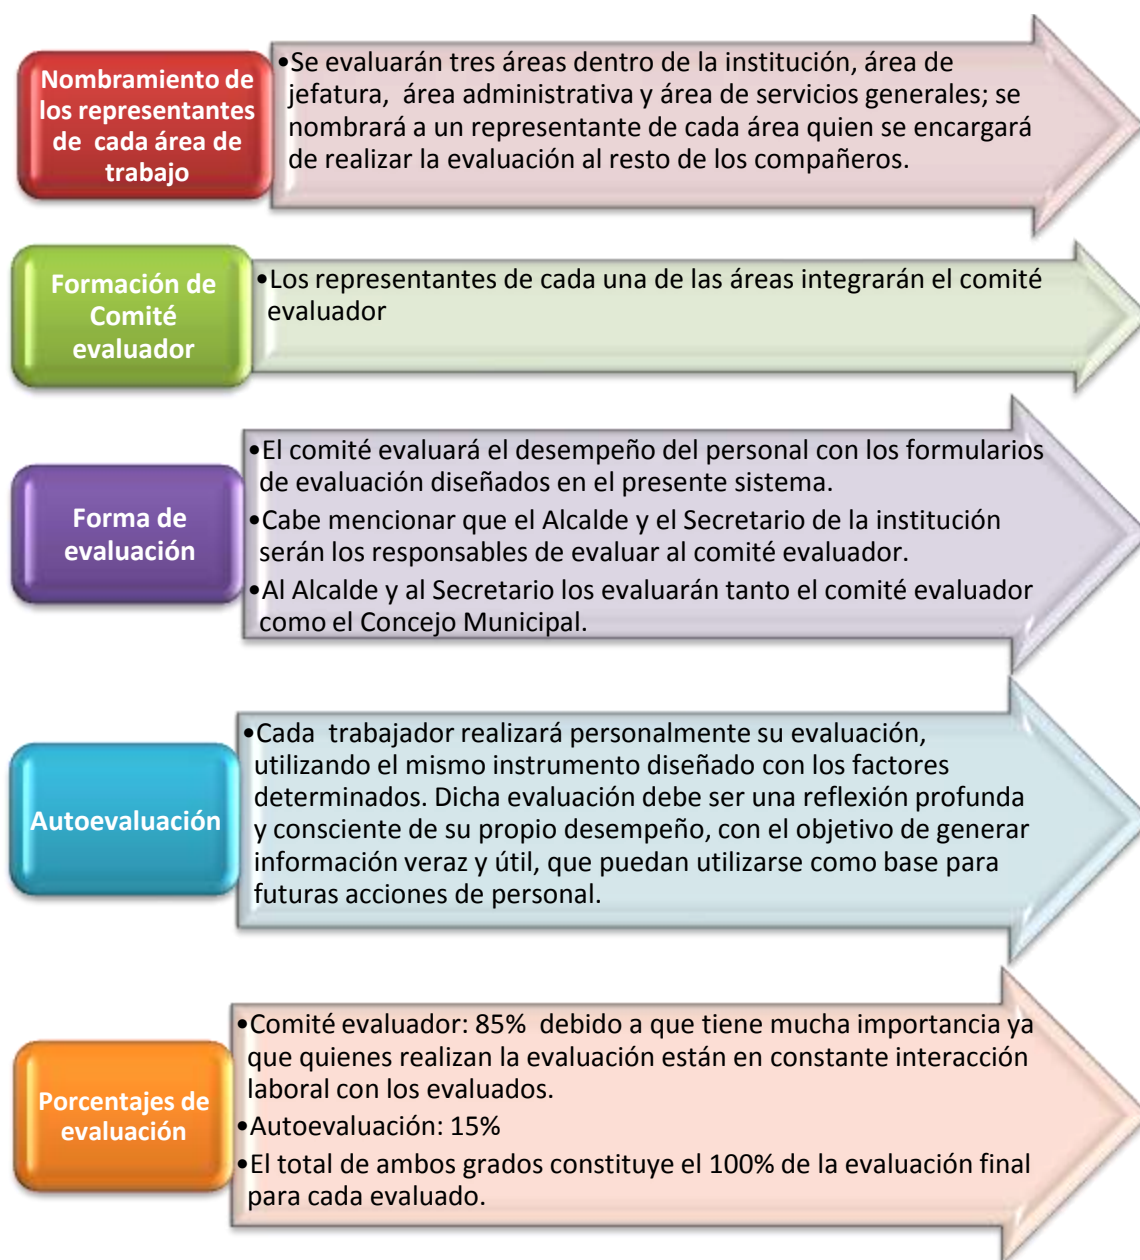 Nombramiento de
los representantes
de cada área de
trabajo
•Se evaluarán tres áreas dentro de la institución, área de
jefatura, área administrativa y área de servicios generales; se
nombrará a un representante de cada área quien se encargará
de realizar la evaluación al resto de los compañeros.
Formación de
Comité
evaluador
•Los representantes de cada una de las áreas integrarán el comité
evaluador
Forma de
evaluación
•El comité evaluará el desempeño del personal con los formularios
de evaluación diseñados en el presente sistema.
•Cabe mencionar que el Alcalde y el Secretario de la institución
serán los responsables de evaluar al comité evaluador.
•Al Alcalde y al Secretario los evaluarán tanto el comité evaluador
como el Concejo Municipal.
Autoevaluación
•Cada trabajador realizará personalmente su evaluación,
utilizando el mismo instrumento diseñado con los factores
determinados. Dicha evaluación debe ser una reflexión profunda
y consciente de su propio desempeño, con el objetivo de generar
información veraz y útil, que puedan utilizarse como base para
futuras acciones de personal.
Porcentajes de
evaluación
•Comité evaluador: 85% debido a que tiene mucha importancia ya
que quienes realizan la evaluación están en constante interacción
laboral con los evaluados.
•Autoevaluación: 15%
•El total de ambos grados constituye el 100% de la evaluación final
para cada evaluado.